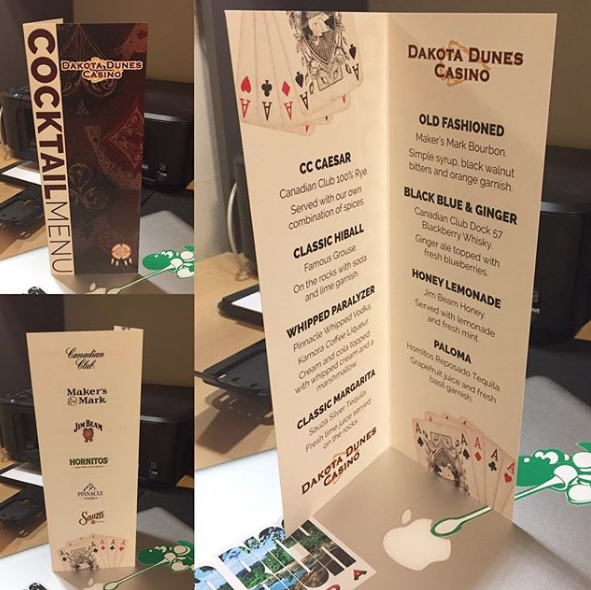 COCKTAILMENU
DAKOTA DUNES
CASINO
Canadian
Club
Maker's
Mark
JIM BEAM
HORNITOS
PINNACLE
VODKA
Sauza
A
A
A
A
CC CAESAR
Canadian Club 100% Rye.
Served with our own
combination of spices.
CLASSIC HIBALL
Famous Grouse.
On the rocks with soda
and lime garnish.
WHIPPED PARALYZER
Pinnacle Whipped Vodka.
Kamora Coffee Liqueur.
Cream and cola topped
with whipped cream and a
marshmallow.
CLASSIC MARGARITA
Sauza Silver Tequila.
Fresh lime juice served
on the rocks.
DAKOTA DUNES
CASINO
DAKOTA DUNES
CASINO
OLD FASHIONED
Maker's Mark Bourbon.
Simple syrup, black walnut
bitters and orange garnish.
BLACK BLUE & GINGER
Canadian Club Dock 57
Blackberry Whisky.
Ginger ale topped with
fresh blueberries.
HONEY LEMONADE
Jim Beam Honey.
Served with lemonade
and fresh mint.
PALOMA
Hornitos Reposado Tequila.
Grapefruit juice and fresh
basil garnish.